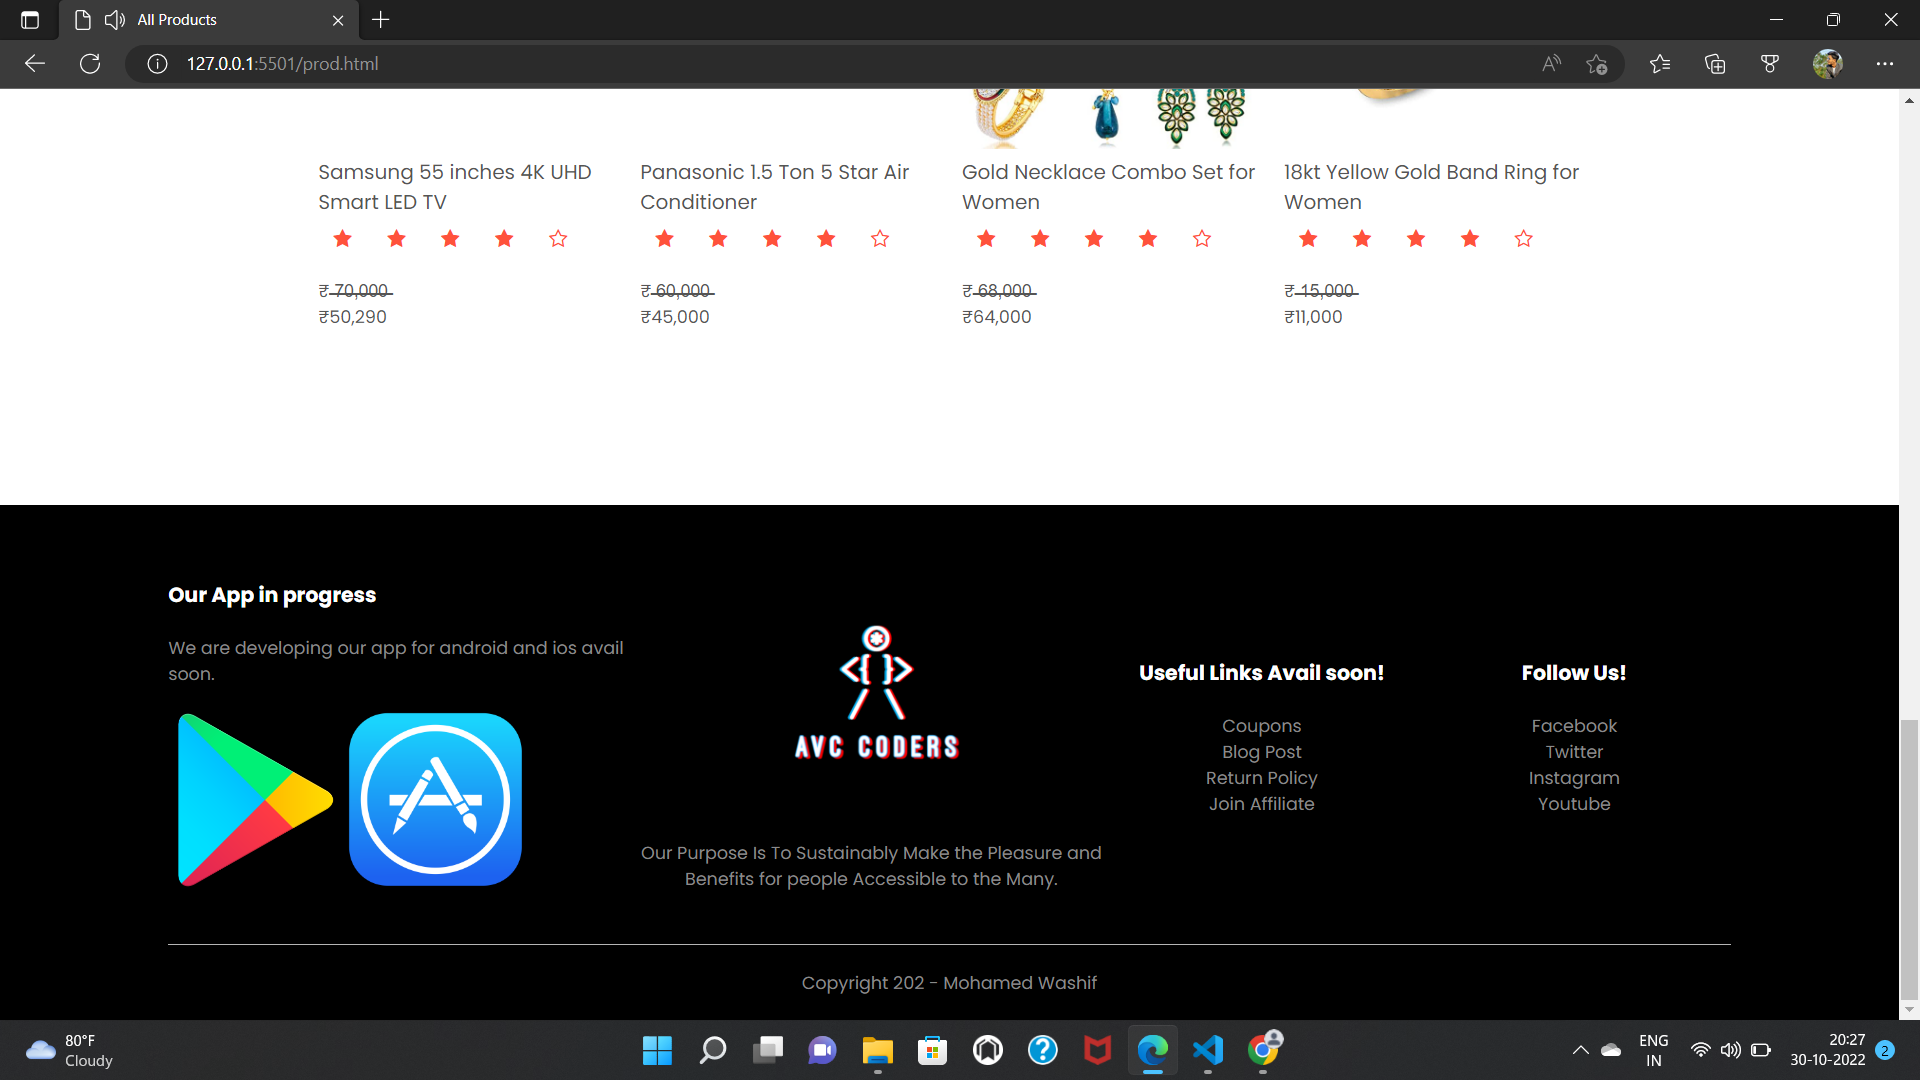 All Products
127.0.0.1:5501/prod.html
Samsung 55 inches 4K UHD
Smart LED TV
₹ 70,000
₹50,290
Panasonic 1.5 Ton 5 Star Air
Conditioner
₹ 60,000
₹45,000
Gold Necklace Combo Set for
Women
₹ 68,000
₹64,000
18kt Yellow Gold Band Ring for
Women
₹ 15,000
₹11,000
Our App in progress
We are developing our app for android and ios avail
soon.
AVC CODERS
Our Purpose Is To Sustainably Make the Pleasure and
Benefits for people Accessible to the Many.
Useful Links Avail soon!
Coupons
Blog Post
Return Policy
Join Affiliate
Follow Us!
Facebook
Twitter
Instagram
Youtube
Copyright 202 - Mohamed Washif
80°F
Cloudy
ENG
IN
20:27
30-10-2022
2